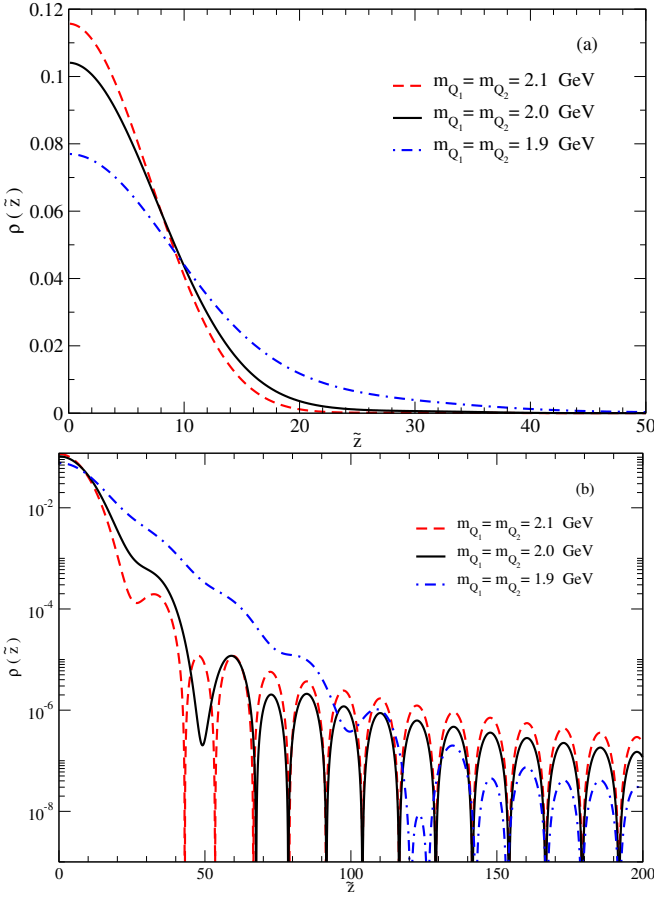 0.12
(a)
m_Q1 = m_Q2 = 2.1 GeV
0.1
m_Q1 = m_Q2 = 2.0 GeV
m_Q1 = m_Q2 = 1.9 GeV
0.08
ρ ( z̃ )
0.06
0.04
0.02
0
0 10 20 30 40 50
z̃
(b)
10^-2
m_Q1 = m_Q2 = 2.1 GeV
m_Q1 = m_Q2 = 2.0 GeV
m_Q1 = m_Q2 = 1.9 GeV
10^-4
ρ ( z̃ )
10^-6
10^-8
0 50 100 150 200
z̃